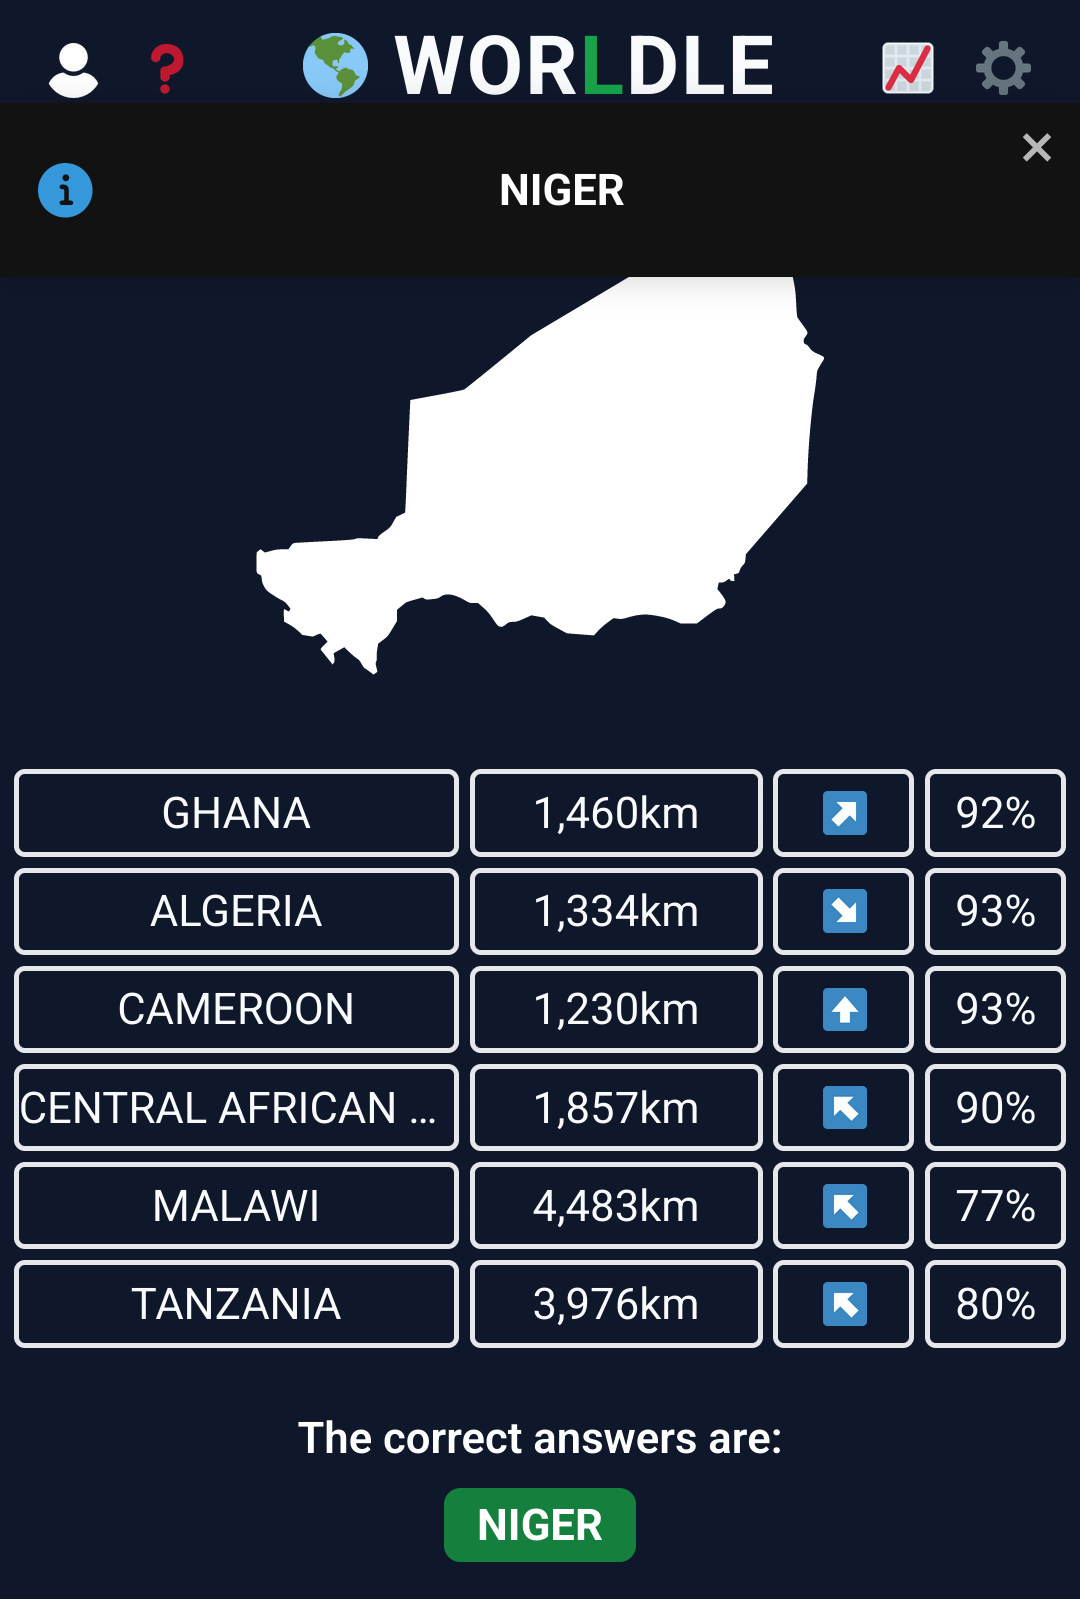 WORLDLE
NIGER
GHANA 1,460km 92%
ALGERIA 1,334km 93%
CAMEROON 1,230km 93%
CENTRAL AFRICAN ... 1,857km 90%
MALAWI 4,483km 77%
TANZANIA 3,976km 80%
The correct answers are:
NIGER